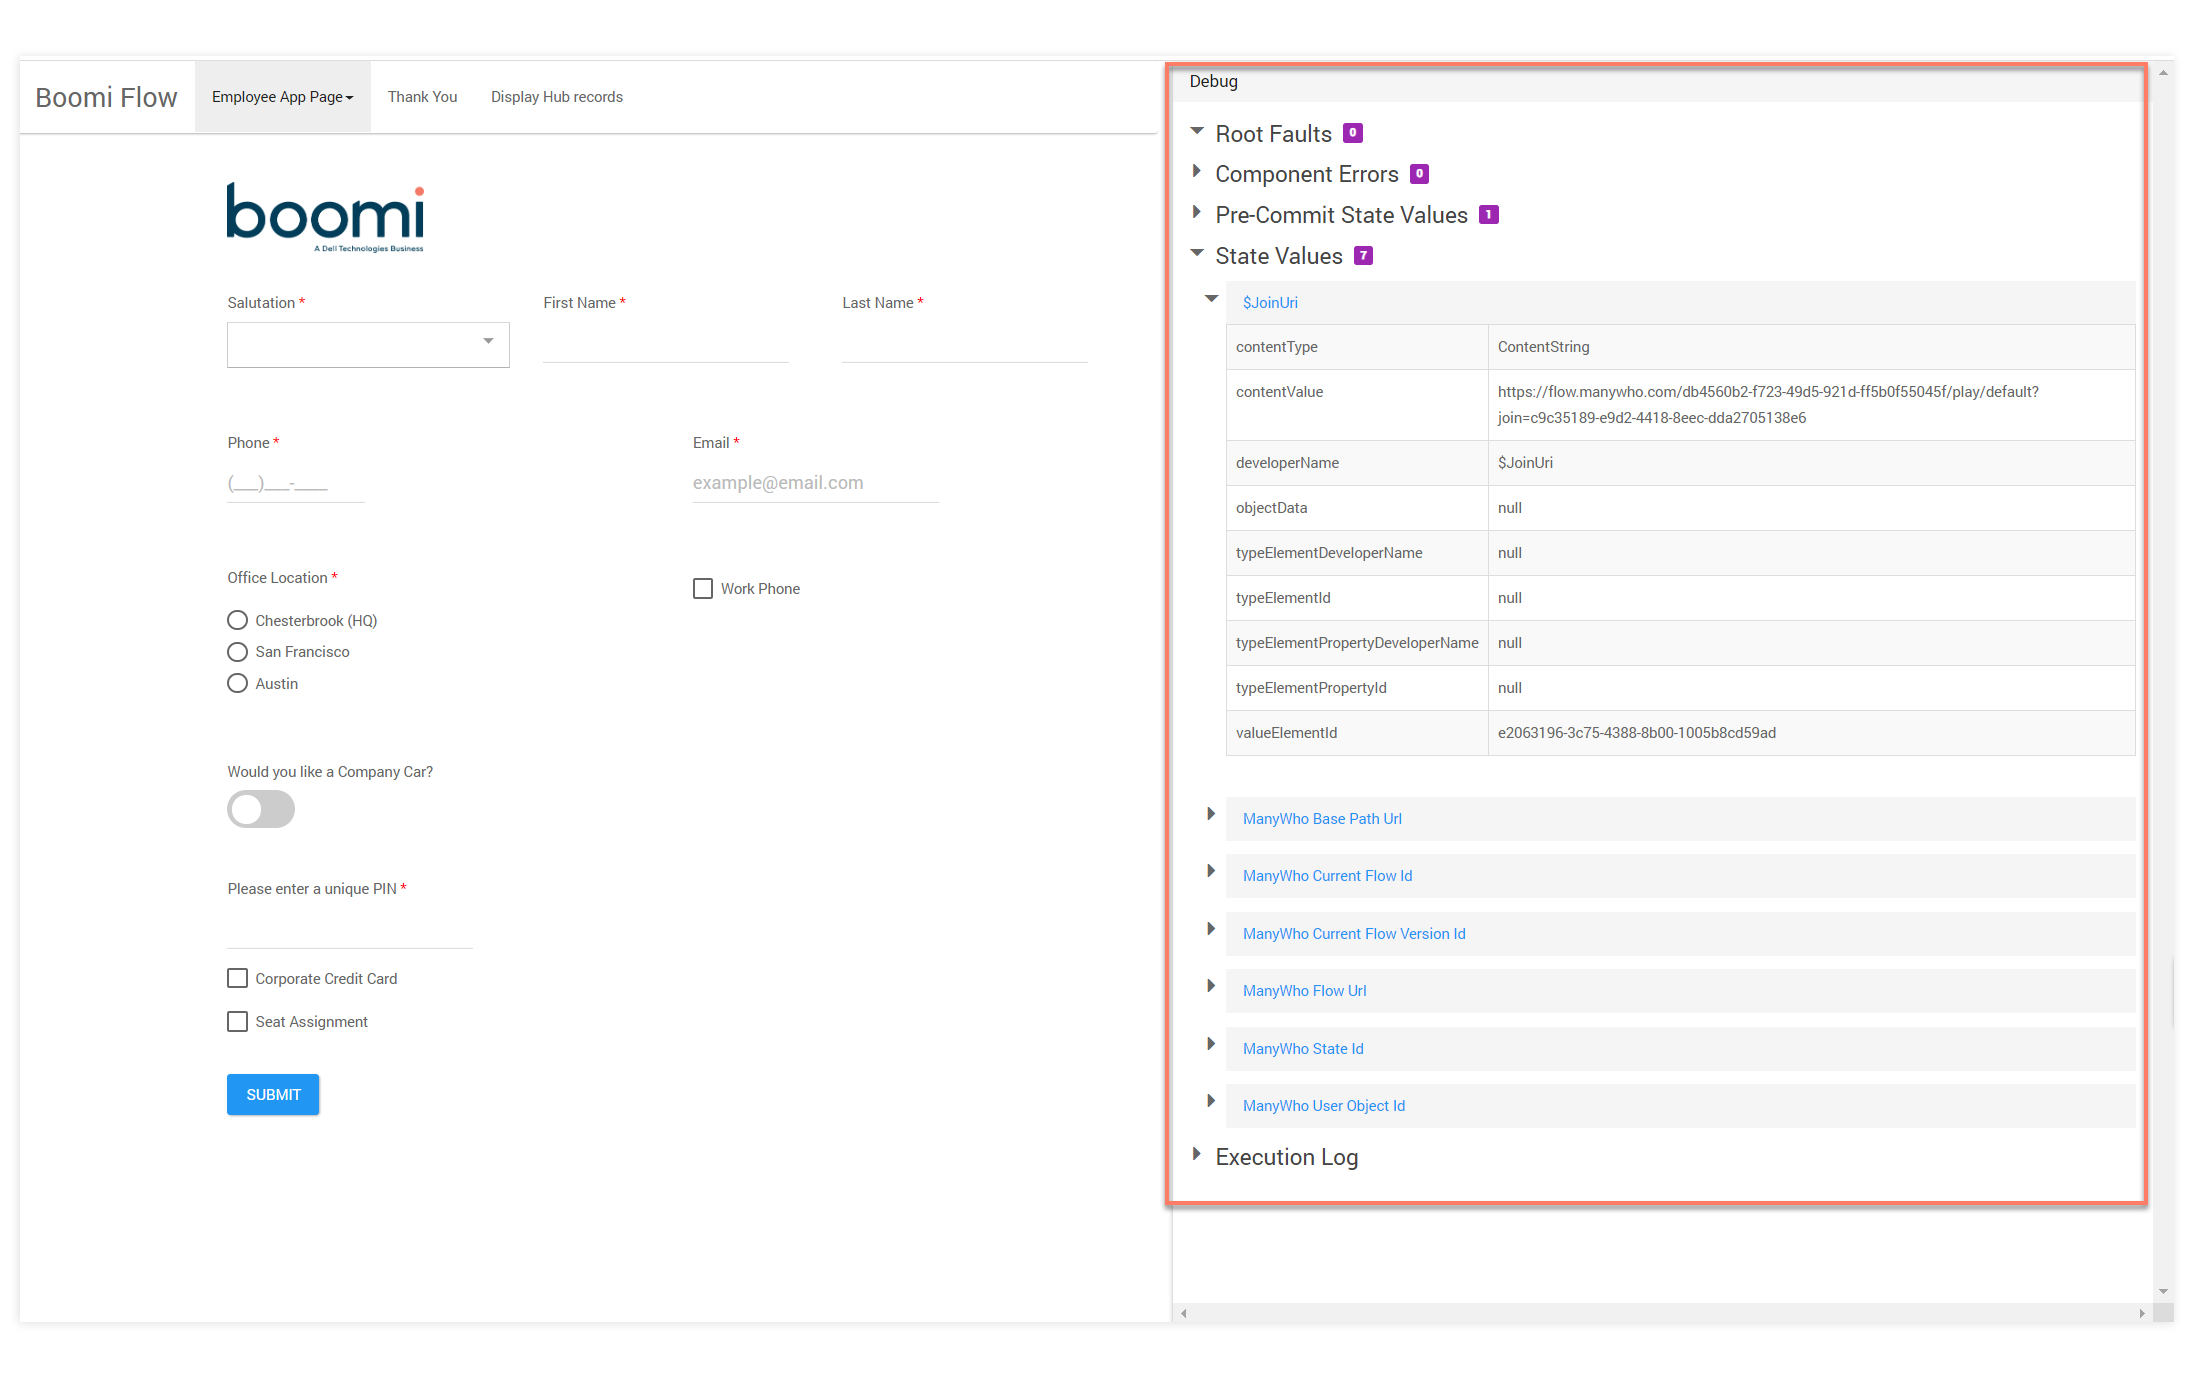 Boomi Flow
Employee App Page
Thank You
Display Hub records
boomi
A Dell Technologies Business
Salutation *
First Name *
Last Name *
Phone *
(___)___-____
Email *
example@email.com
Office Location *
Chesterbrook (HQ)
San Francisco
Austin
Work Phone
Would you like a Company Car?
Please enter a unique PIN *
Corporate Credit Card
Seat Assignment
SUBMIT
Debug
Root Faults 0
Component Errors 0
Pre-Commit State Values 1
State Values 7
$JoinUri
contentType ContentString
contentValue https://flow.manywho.com/db4560b2-f723-49d5-921d-ff5b0f55045f/play/default?
join=c9c35189-e9d2-4418-8eec-dda2705138e6
developerName $JoinUri
objectData null
typeElementDeveloperName null
typeElementId null
typeElementPropertyDeveloperName null
typeElementPropertyId null
valueElementId e2063196-3c75-4388-8b00-1005b8cd59ad
ManyWho Base Path Url
ManyWho Current Flow Id
ManyWho Current Flow Version Id
ManyWho Flow Url
ManyWho State Id
ManyWho User Object Id
Execution Log